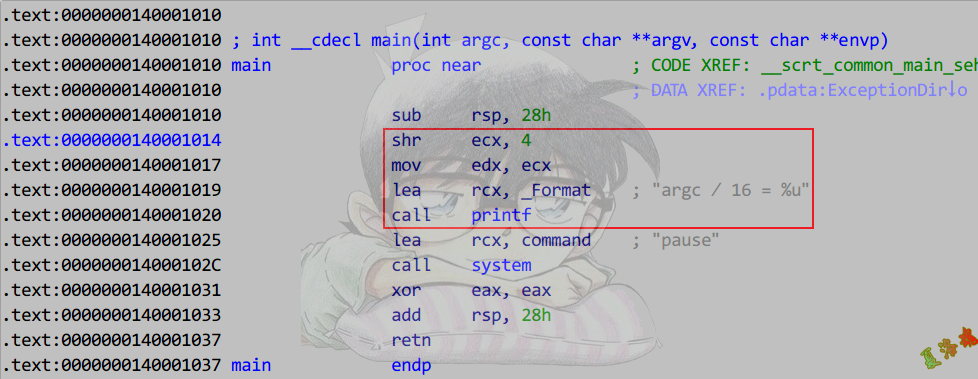 .text:0000000140001010
.text:0000000140001010 ; int __cdecl main(int argc, const char **argv, const char **envp)
.text:0000000140001010 main proc near ; CODE XREF: __scrt_common_main_seh
.text:0000000140001010 ; DATA XREF: .pdata:ExceptionDir↓o
.text:0000000140001010 sub rsp, 28h
.text:0000000140001014 shr ecx, 4
.text:0000000140001017 mov edx, ecx
.text:0000000140001019 lea rcx, _Format ; "argc / 16 = %u"
.text:0000000140001020 call printf
.text:0000000140001025 lea rcx, command ; "pause"
.text:000000014000102C call system
.text:0000000140001031 xor eax, eax
.text:0000000140001033 add rsp, 28h
.text:0000000140001037 retn
.text:0000000140001037 main endp